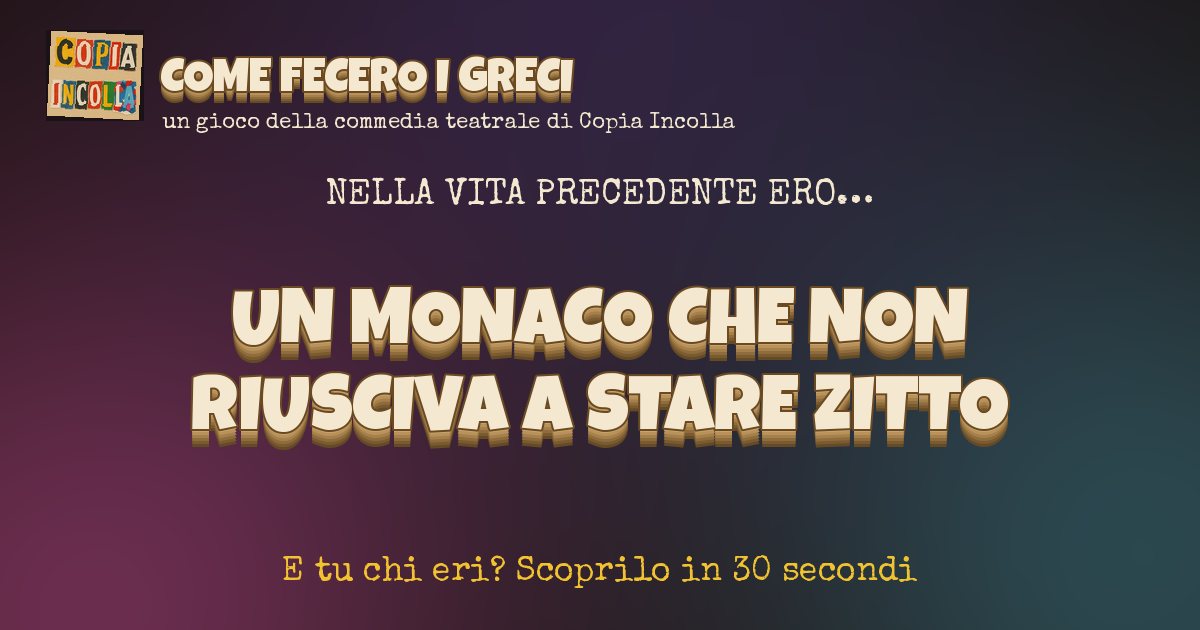 COPIA
INCOLLA
COME FECERO I GRECI
un gioco della commedia teatrale di Copia Incolla
NELLA VITA PRECEDENTE ERO...
UN MONACO CHE NON
RIUSCIVA A STARE ZITTO
E tu chi eri? Scoprilo in 30 secondi